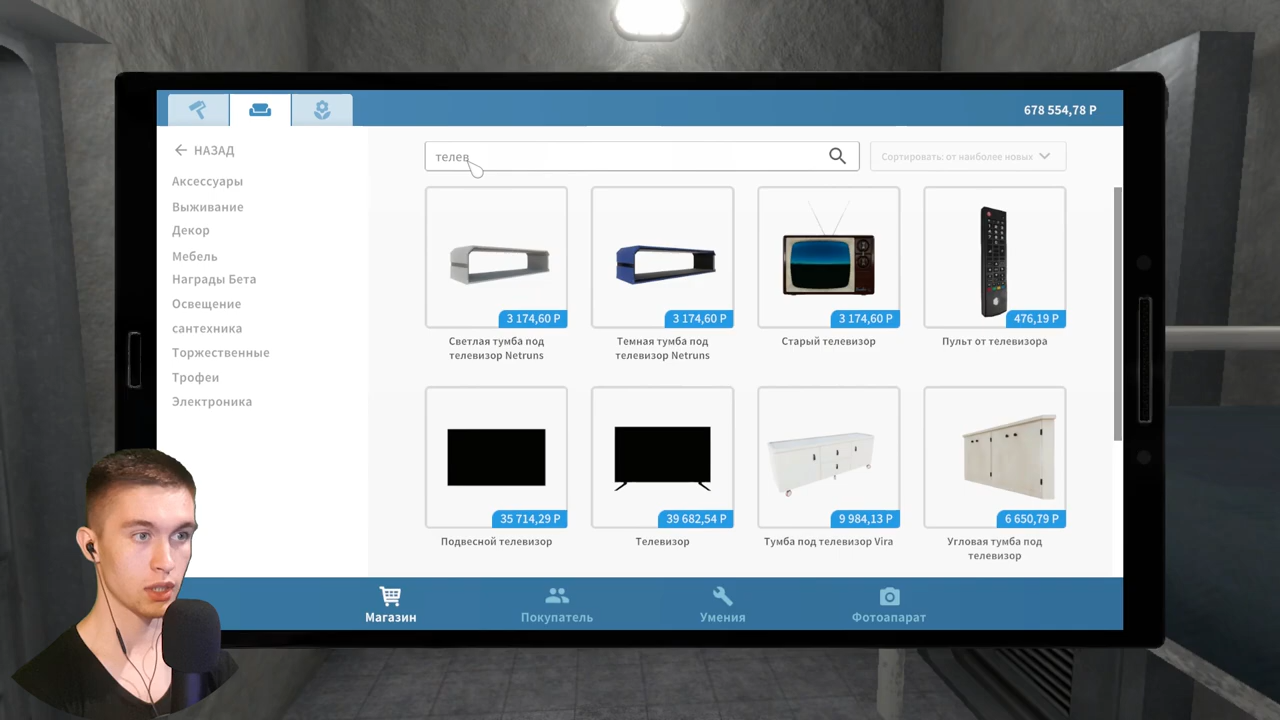 678 554,78 Р
НАЗАД
телев
Сортировать: от наиболее новых
Аксессуары
Выживание
Декор
Мебель
Награды Бета
Освещение
сантехника
Торжественные
Трофеи
Электроника
3 174,60 Р
3 174,60 Р
3 174,60 Р
476,19 Р
Светлая тумба под
телевизор Netruns
Темная тумба под
телевизор Netruns
Старый телевизор
Пульт от телевизора
35 714,29 Р
39 682,54 Р
9 984,13 Р
6 650,79 Р
Подвесной телевизор
Телевизор
Тумба под телевизор Vira
Угловая тумба под
телевизор
Магазин
Покупатель
Умения
Фотоапарат